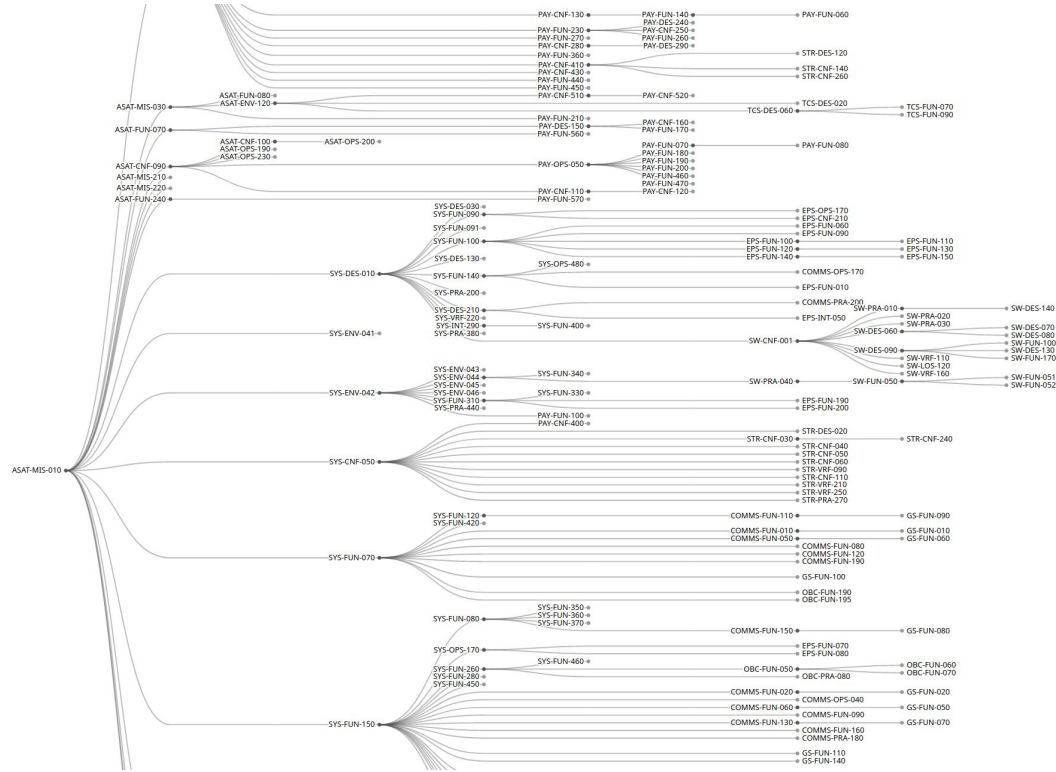 PAY-CNF-130 PAY-FUN-140 PAY-FUN-060
PAY-DES-240
PAY-FUN-230 PAY-CNF-250
PAY-FUN-270 PAY-FUN-260
PAY-CNF-280 PAY-DES-290
PAY-FUN-360 STR-DES-120
PAY-CNF-410 STR-CNF-140
PAY-CNF-430 STR-CNF-260
PAY-FUN-440
PAY-FUN-450
ASAT-FUN-080 PAY-CNF-510 PAY-CNF-520
ASAT-MIS-030 ASAT-ENV-120 TCS-DES-020
TCS-DES-060 TCS-FUN-070
TCS-FUN-090
PAY-FUN-210
ASAT-FUN-070 PAY-DES-150 PAY-CNF-160
PAY-FUN-560 PAY-FUN-170
ASAT-CNF-100 ASAT-OPS-200 PAY-FUN-070 PAY-FUN-080
ASAT-OPS-190 PAY-FUN-180
ASAT-OPS-230 PAY-FUN-190
ASAT-CNF-090 PAY-OPS-050 PAY-FUN-200
ASAT-MIS-210 PAY-FUN-460
PAY-FUN-470
ASAT-MIS-220 PAY-CNF-110 PAY-CNF-120
ASAT-FUN-240 PAY-FUN-570
SYS-DES-030
SYS-FUN-090 EPS-OPS-170
EPS-CNF-210
SYS-FUN-091 EPS-FUN-060
EPS-FUN-090
SYS-FUN-100 EPS-FUN-100 EPS-FUN-110
EPS-FUN-120 EPS-FUN-130
SYS-DES-130 EPS-FUN-140 EPS-FUN-150
SYS-OPS-480
SYS-DES-010 SYS-FUN-140 COMMS-OPS-170
EPS-FUN-010
SYS-PRA-200
COMMS-PRA-200
SYS-DES-210 SW-PRA-010 SW-DES-140
SYS-VRF-220 EPS-INT-050 SW-PRA-020
SYS-INT-290 SYS-FUN-400 SW-PRA-030 SW-DES-070
SYS-ENV-041 SYS-PRA-380 SW-DES-060 SW-DES-080
SW-CNF-001 SW-FUN-100
SW-DES-090 SW-DES-130
SW-VRF-110 SW-FUN-170
SW-LOS-120
SYS-ENV-043 SW-VRF-160
SYS-ENV-044 SYS-FUN-340 SW-FUN-051
SYS-ENV-045 SW-PRA-040 SW-FUN-050 SW-FUN-052
SYS-ENV-042 SYS-ENV-046 SYS-FUN-330
SYS-FUN-310 EPS-FUN-190
SYS-PRA-440 EPS-FUN-200
PAY-FUN-100
PAY-CNF-400
STR-DES-020
STR-CNF-030 STR-CNF-240
STR-CNF-040
STR-CNF-050
SYS-CNF-050 STR-CNF-060
ASAT-MIS-010 STR-VRF-090
STR-CNF-110
STR-VRF-210
STR-VRF-250
STR-PRA-270
SYS-FUN-120 COMMS-FUN-110 GS-FUN-090
SYS-FUN-420
COMMS-FUN-010 GS-FUN-010
COMMS-FUN-050 GS-FUN-060
COMMS-FUN-080
SYS-FUN-070 COMMS-FUN-120
COMMS-FUN-190
GS-FUN-100
OBC-FUN-190
OBC-FUN-195
SYS-FUN-350
SYS-FUN-080 SYS-FUN-360
SYS-FUN-370
COMMS-FUN-150 GS-FUN-080
SYS-OPS-170 EPS-FUN-070
EPS-FUN-080
SYS-FUN-460 OBC-FUN-060
SYS-FUN-260 OBC-FUN-050 OBC-FUN-070
SYS-FUN-280 OBC-PRA-080
SYS-FUN-450
COMMS-FUN-020 GS-FUN-020
COMMS-OPS-040
COMMS-FUN-060 GS-FUN-050
COMMS-FUN-090
SYS-FUN-150 COMMS-FUN-130 GS-FUN-070
COMMS-FUN-160
COMMS-PRA-180
GS-FUN-110
GS-FUN-140